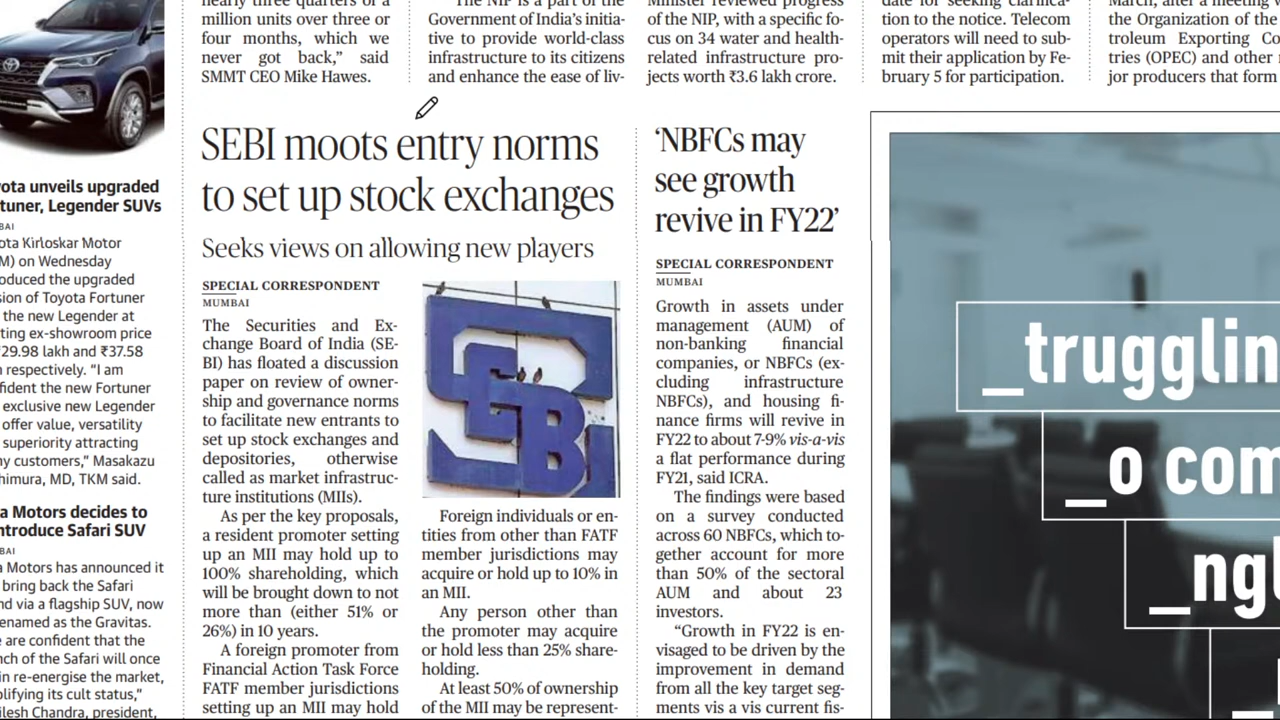 million units over three or
four months, which we
never got back,” said
SMMT CEO Mike Hawes.
The NIP is a part of the
Government of India’s initia-
tive to provide world-class
infrastructure to its citizens
and enhance the ease of liv-
Minister reviewed progress
of the NIP, with a specific fo-
cus on 34 water and health-
related infrastructure pro-
jects worth ₹3.6 lakh crore.
tion to the notice. Telecom
operators will need to sub-
mit their application by Fe-
bruary 5 for participation.
March, after a meeting
the Organization of the
troleum Exporting Co
tries (OPEC) and other
jor producers that form
ota unveils upgraded
tuner, Legender SUVs
BAI
ota Kirloskar Motor
M) on Wednesday
oduced the upgraded
sion of Toyota Fortuner
the new Legender at
ting ex-showroom price
29.98 lakh and ₹37.58
respectively. “I am
fident the new Fortuner
exclusive new Legender
offer value, versatility
superiority attracting
ny customers,” Masakazu
himura, MD, TKM said.
a Motors decides to
ntroduce Safari SUV
BAI
a Motors has announced it
bring back the Safari
nd via a flagship SUV, now
enamed as the Gravitas.
e are confident that the
nch of the Safari will once
in re-energise the market,
plifying its cult status,”
ilesh Chandra, president,
SEBI moots entry norms
to set up stock exchanges
Seeks views on allowing new players
SPECIAL CORRESPONDENT
MUMBAI
The Securities and Ex-
change Board of India (SE-
BI) has floated a discussion
paper on review of owner-
ship and governance norms
to facilitate new entrants to
set up stock exchanges and
depositories, otherwise
called as market infrastruc-
ture institutions (MIIs).
As per the key proposals,
a resident promoter setting
up an MII may hold up to
100% shareholding, which
will be brought down to not
more than (either 51% or
26%) in 10 years.
A foreign promoter from
Financial Action Task Force
FATF member jurisdictions
setting up an MII may hold
SEBI
Foreign individuals or en-
tities from other than FATF
member jurisdictions may
acquire or hold up to 10% in
an MII.
Any person other than
the promoter may acquire
or hold less than 25% share-
holding.
At least 50% of ownership
of the MII may be represent-
‘NBFCs may
see growth
revive in FY22’
SPECIAL CORRESPONDENT
MUMBAI
Growth in assets under
management (AUM) of
non-banking financial
companies, or NBFCs (ex-
cluding infrastructure
NBFCs), and housing fi-
nance firms will revive in
FY22 to about 7-9% vis-a-vis
a flat performance during
FY21, said ICRA.
The findings were based
on a survey conducted
across 60 NBFCs, which to-
gether account for more
than 50% of the sectoral
AUM and about 23
investors.
“Growth in FY22 is en-
visaged to be driven by the
improvement in demand
from all the key target seg-
ments vis a vis current fis-
_trugglin
_o com
_ng